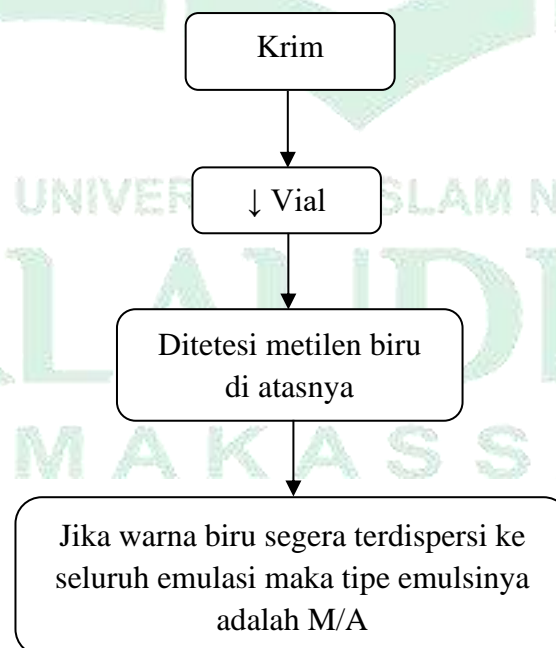 Krim
UNIVER SLAM N
↓ Vial
ALAUDDI
Ditetesi metilen biru
di atasnya
MAKASS
Jika warna biru segera terdispersi ke
seluruh emulasi maka tipe emulsinya
adalah M/A